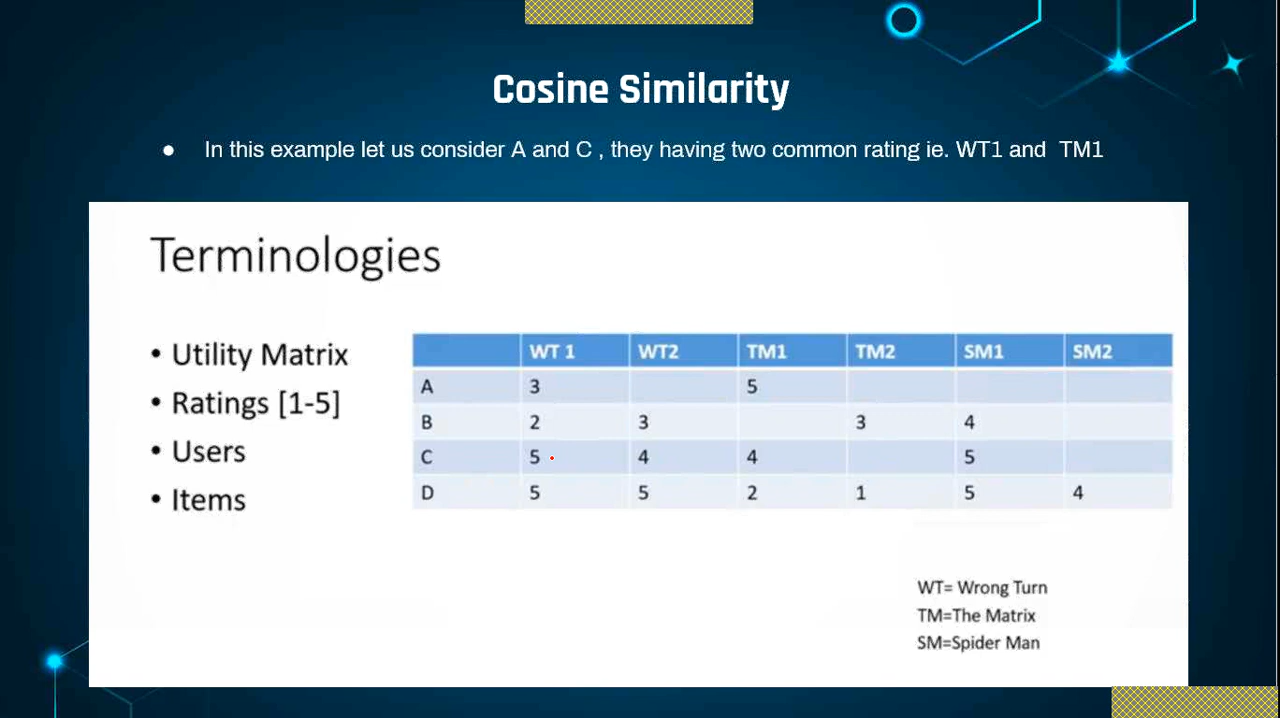 Cosine Similarity
● In this example let us consider A and C , they having two common rating ie. WT1 and TM1
Terminologies
• Utility Matrix
• Ratings [1-5]
• Users
• Items
WT 1 WT2 TM1 TM2 SM1 SM2
A 3 5
B 2 3 3 4
C 5 4 4 5
D 5 5 2 1 5 4
WT= Wrong Turn
TM=The Matrix
SM=Spider Man